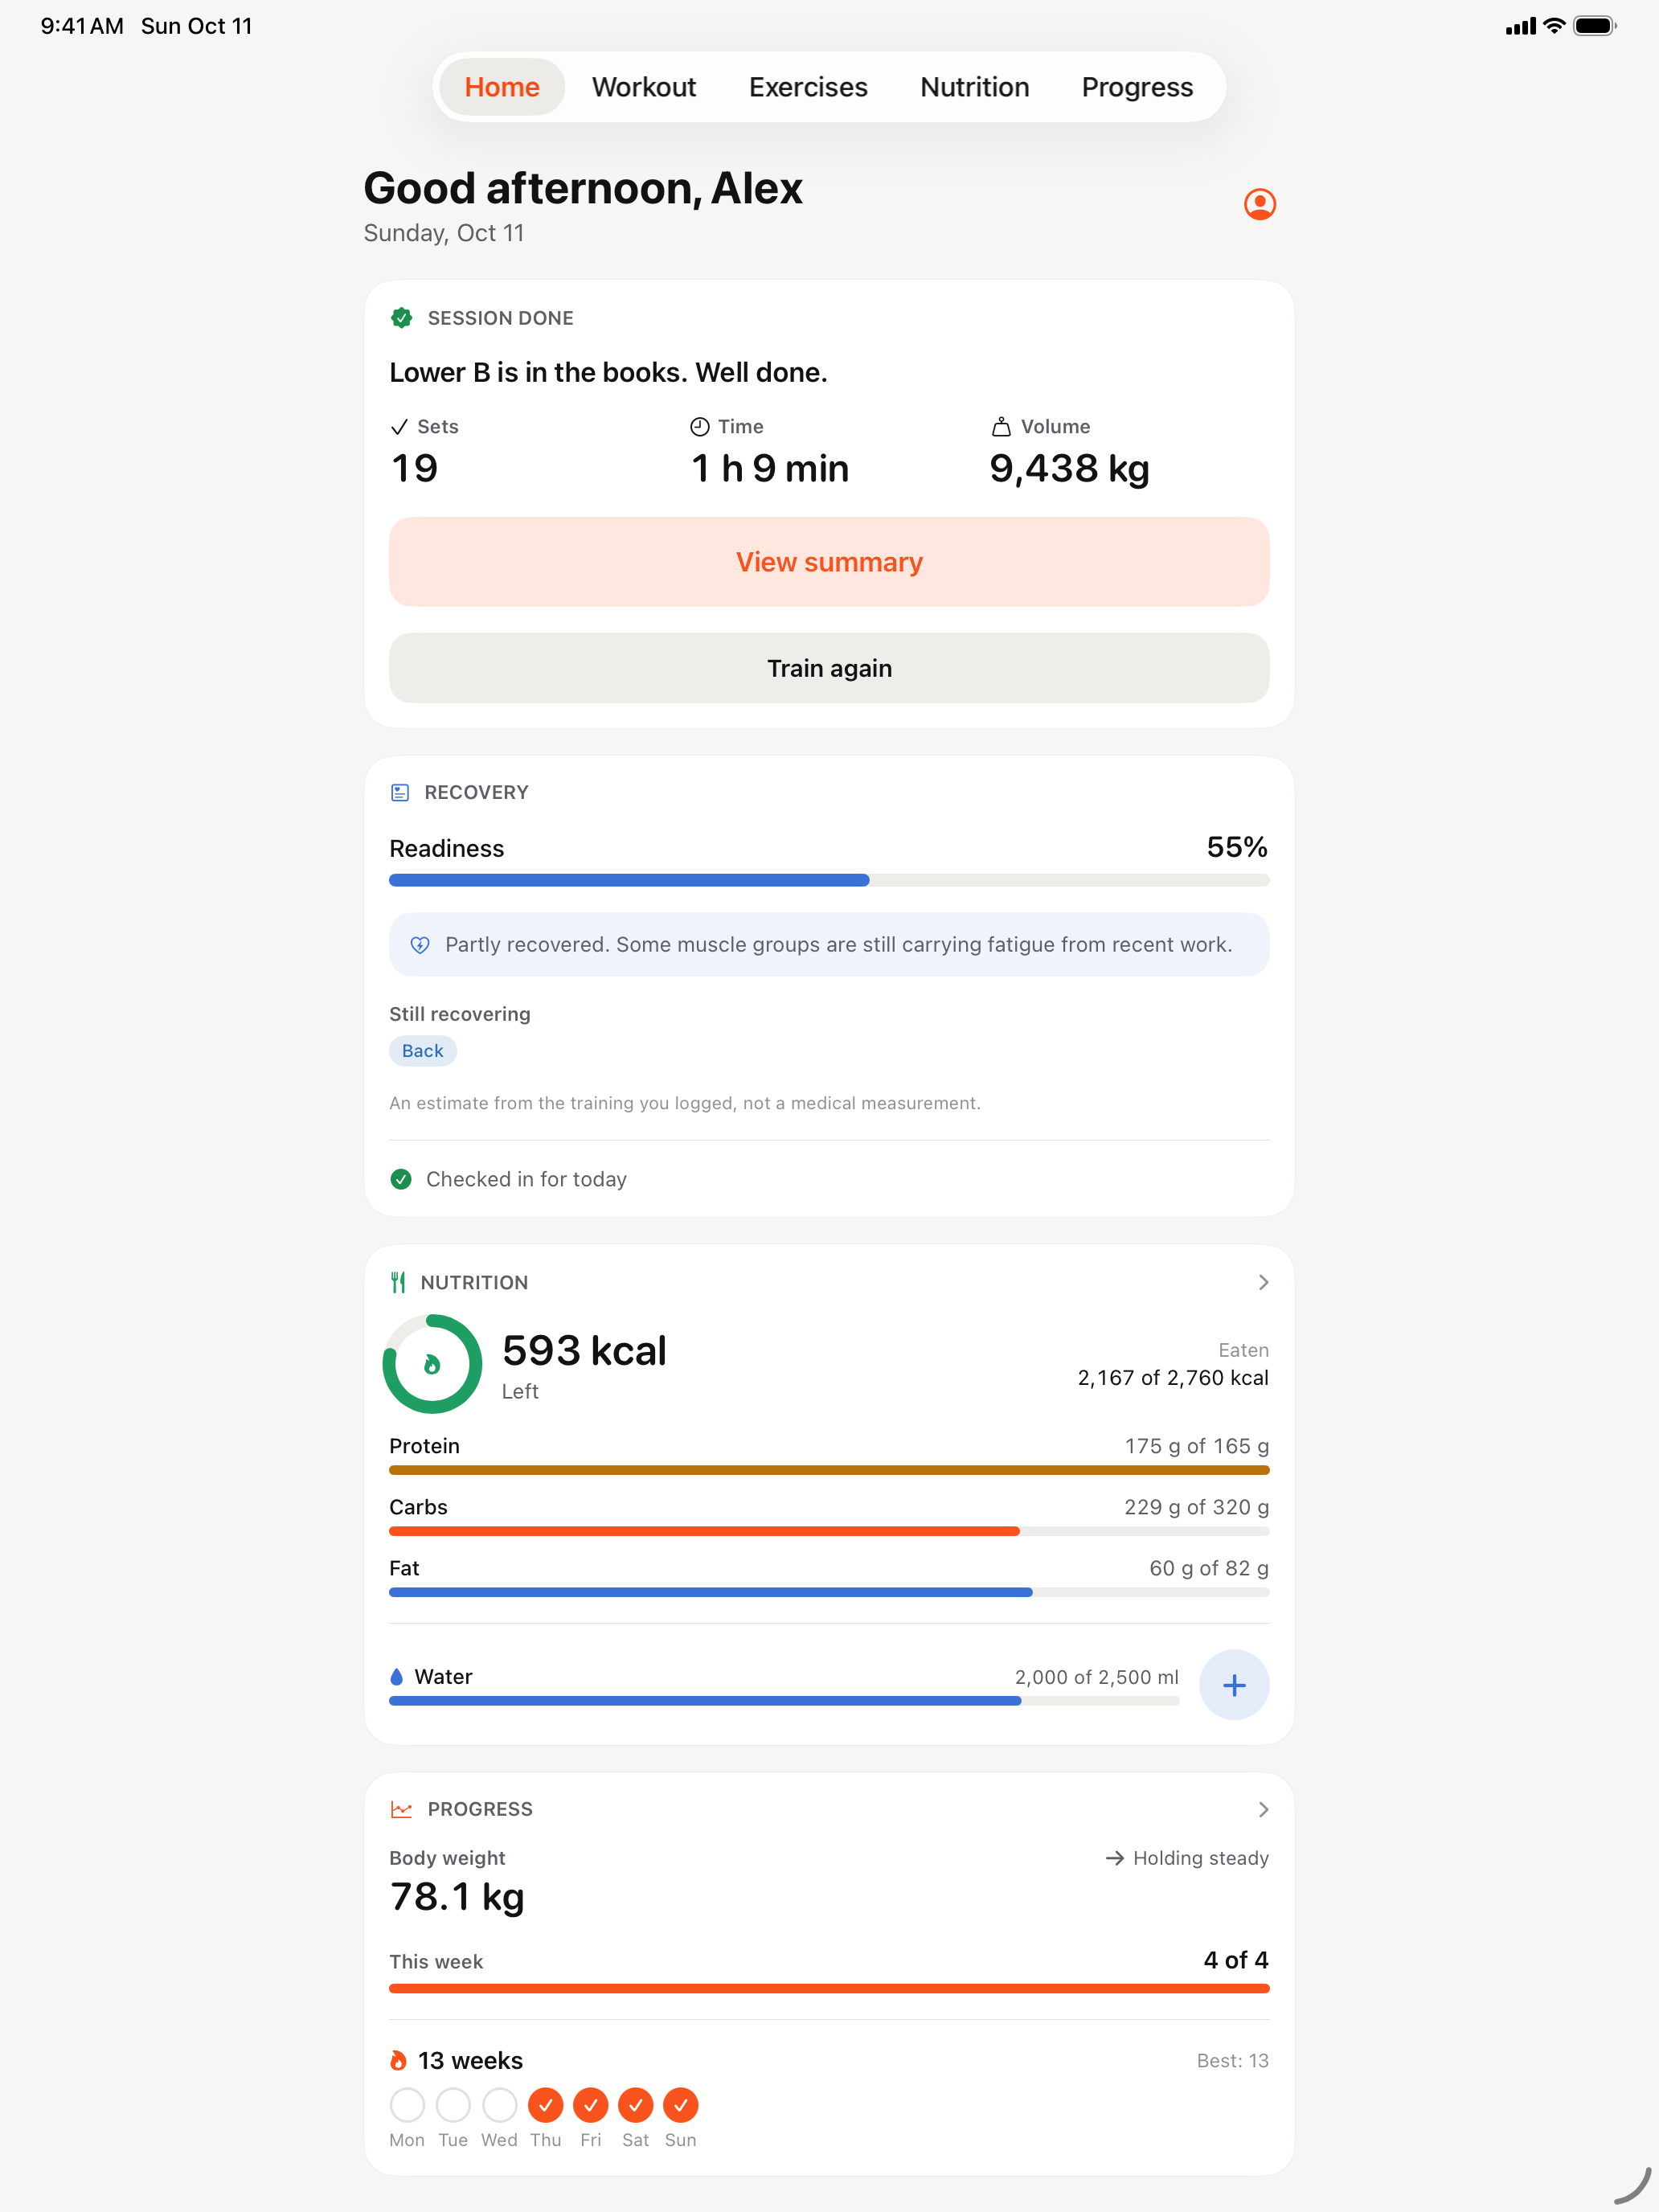 9:41 AM Sun Oct 11
Home Workout Exercises Nutrition Progress
Good afternoon, Alex
Sunday, Oct 11
SESSION DONE
Lower B is in the books. Well done.
Sets Time Volume
19 1 h 9 min 9,438 kg
View summary
Train again
RECOVERY
Readiness 55%
Partly recovered. Some muscle groups are still carrying fatigue from recent work.
Still recovering
Back
An estimate from the training you logged, not a medical measurement.
Checked in for today
NUTRITION
593 kcal
Left
Eaten
2,167 of 2,760 kcal
Protein 175 g of 165 g
Carbs 229 g of 320 g
Fat 60 g of 82 g
Water 2,000 of 2,500 ml
PROGRESS
Body weight Holding steady
78.1 kg
This week 4 of 4
13 weeks Best: 13
Mon Tue Wed Thu Fri Sat Sun